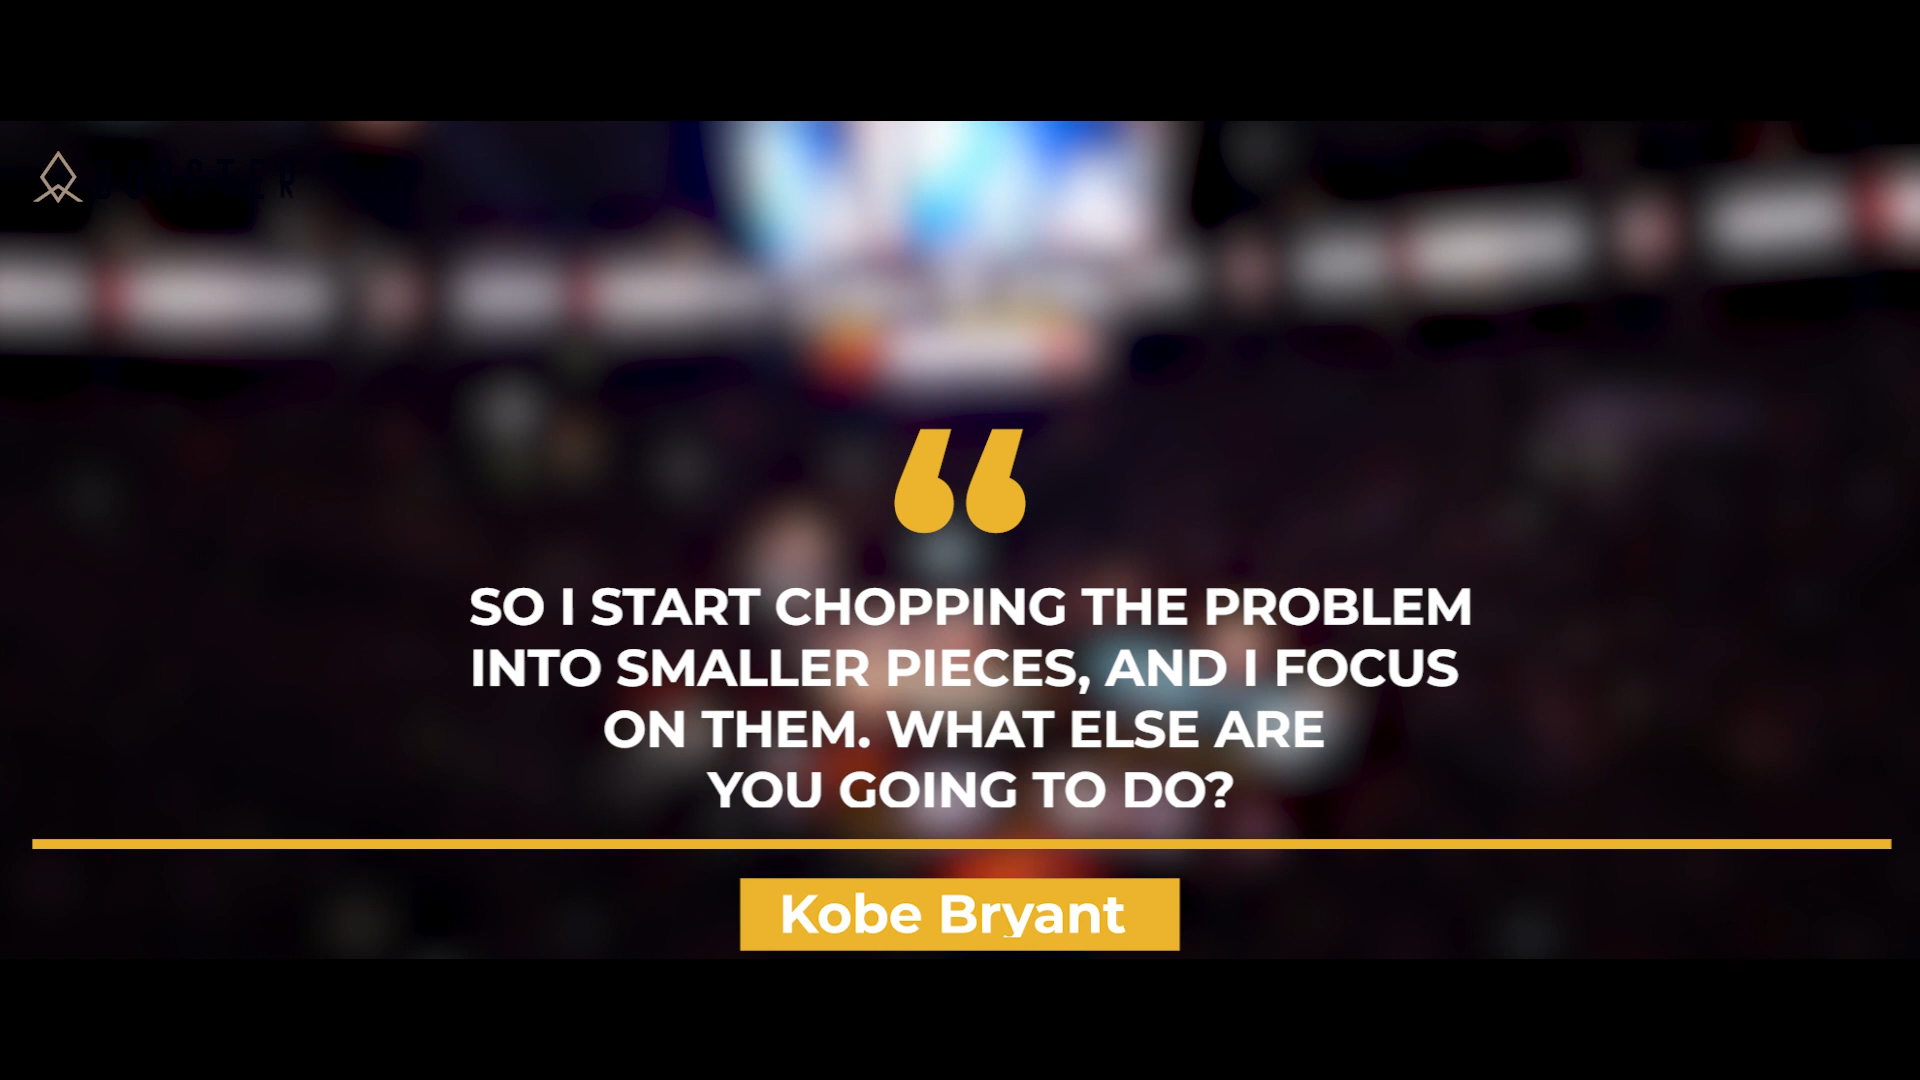 SO I START CHOPPING THE PROBLEM
INTO SMALLER PIECES, AND I FOCUS
ON THEM. WHAT ELSE ARE
YOU GOING TO DO?
Kobe Bryant